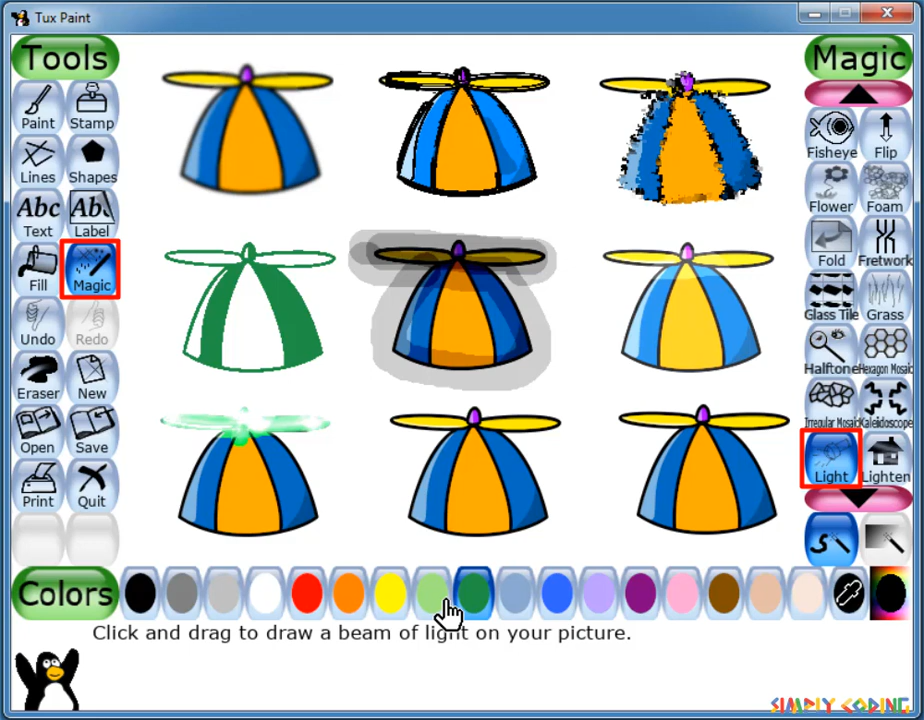 Tux Paint
Tools
Magic
Paint
Stamp
Fisheye
Flip
Lines
Shapes
Flower
Foam
Abc
Abc
Text
Label
Fold
Fretwork
Fill
Magic
Glass Tile
Grass
Undo
Redo
Halftone
Hexagon Mosaic
Eraser
New
Irregular Mosaic
Kaleidoscope
Open
Save
Light
Lighten
Print
Quit
Colors
Click and drag to draw a beam of light on your picture.
SIMPLY CODING